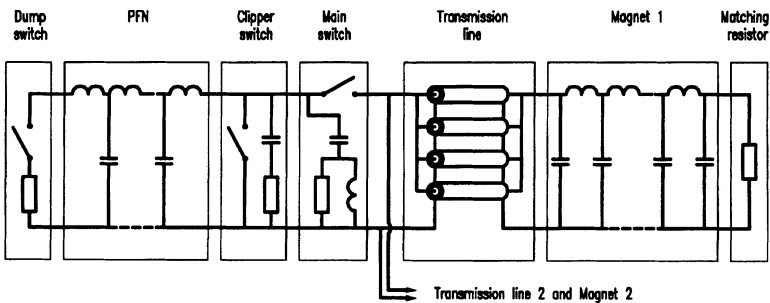 Dump
switch
PFN
Clipper
switch
Main
switch
Transmission
line
Magnet 1
Matching
resistor
Transmission line 2 and Magnet 2